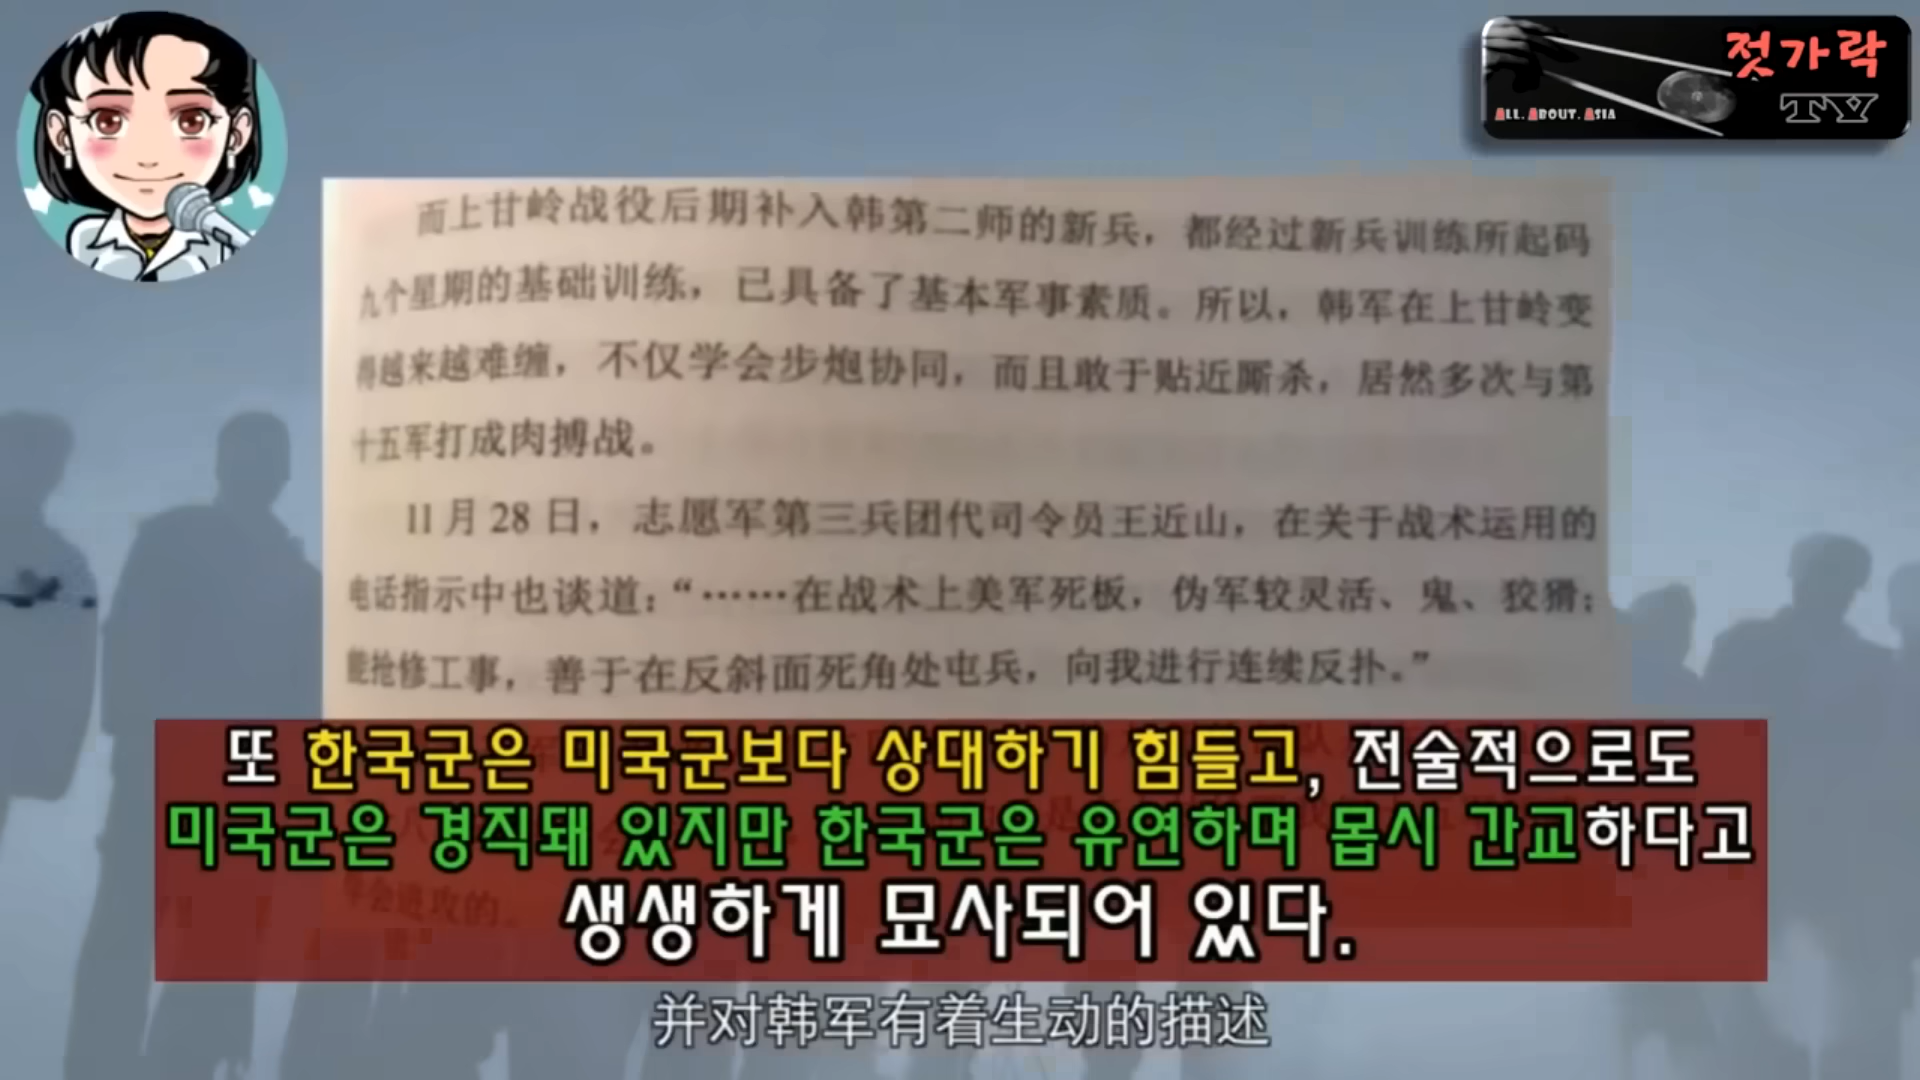 젓가락
TV
ALL.ABOUT.ASIA
而上甘岭战役后期补入韩第二师的新兵，都经过新兵训练所起码
九个星期的基础训练，已具备了基本军事素质。所以，韩军在上甘岭变
得越来越难缠，不仅学会步炮协同，而且敢于贴近厮杀，居然多次与第
十五军打成肉搏战。
11月28日，志愿军第三兵团代司令员王近山，在关于战术运用的
电话指示中也谈道：“……在战术上美军死板，伪军较灵活、鬼、狡猾；
能抢修工事，善于在反斜面死角处屯兵，向我进行连续反扑。”
또 한국군은 미국군보다 상대하기 힘들고, 전술적으로도
미국군은 경직돼 있지만 한국군은 유연하며 몹시 간교하다고
생생하게 묘사되어 있다.
并对韩军有着生动的描述